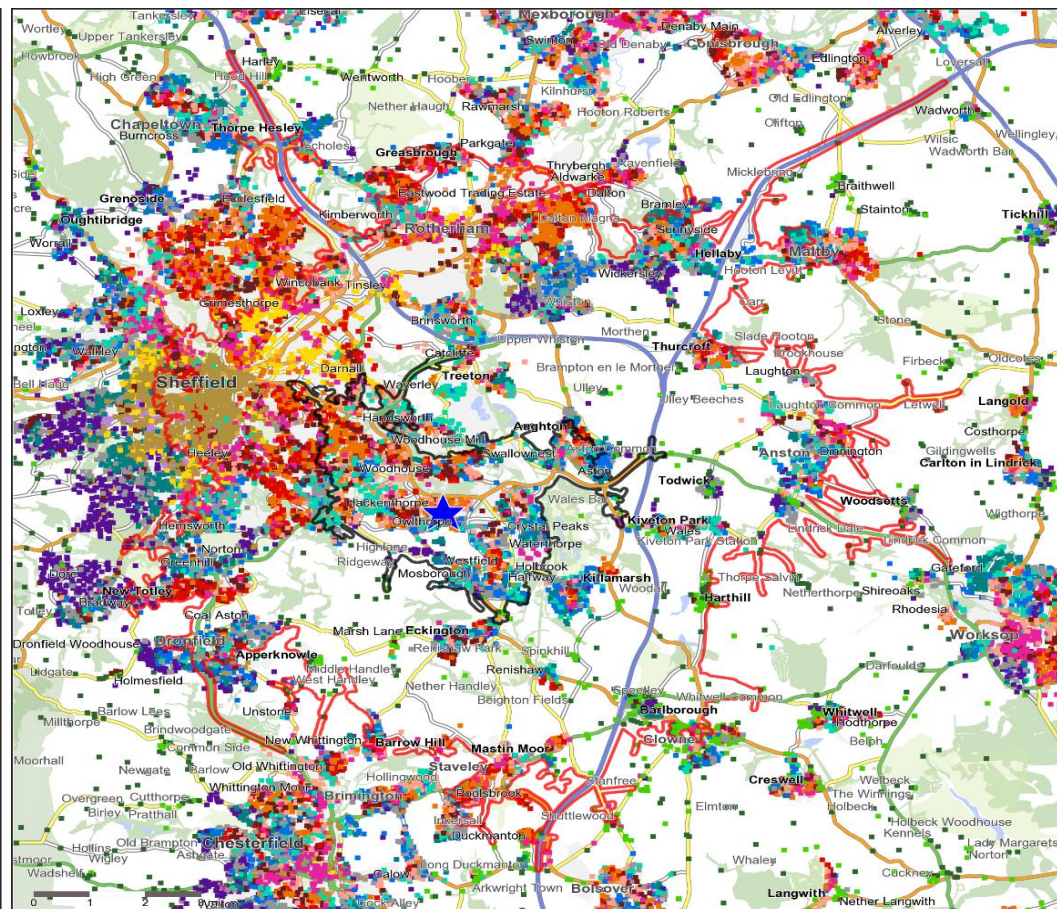 Wortley
Tankersley
Upper Tankersley
Howbrook
High Green
Harley
Hood Hill
Wentworth
Hoober
Mexborough
Swinton
Old Denaby
Denaby Main
Conisbrough
Kilnhurst
Edlington
Alverley
Loversall
Old Edlington
Wadworth
Clifton
Wellingley
Wilsic
Wadworth Bar
Nether Haugh
Rawmarsh
Hooton Roberts
Chapeltown
Thorpe Hesley
Burncross
Scholes
Parkgate
Greasbrough
Thrybergh
Ravenfield
Aldwarke
Micklebring
Braithwell
Stainton
Tickhill
Grenoside
Ecclesfield
Eastwood Trading Estate
Dalton
Bramley
Oughtibridge
Kimberworth
Dalton Magna
Rotherham
Sunnyside
Worrall
Hellaby
Maltby
Hooton Levitt
Wincobank
Tinsley
Wickersley
Grimesthorpe
Whiston
Carr
Loxley
Brinsworth
Stone
Morthen
Slade Hooton
Upper Whiston
Thurcroft
Brookhouse
Walkley
Catcliffe
Oldcotes
Firbeck
Darnall
Treeton
Brampton en le Morthen
Laughton
Bell Hagg
Sheffield
Waverley
Ulley
Ulley Beeches
Laughton Common
Letwell
Langold
Handsworth
Woodhouse Mill
Aughton
Aston Common
Costhorpe
Heeley
Swallownest
Anston
Dinnington
Gildingwells
Carlton in Lindrick
Woodhouse
Aston
Todwick
Wales Bar
Woodsetts
Hackenthorpe
Owlthorpe
Crystal Peaks
Kiveton Park
Wales
Wigthorpe
Hemsworth
Waterthorpe
Kiveton Park Station
Lindrick Dale
Lindrick Common
Norton
Highlane
Ridgeway
Westfield
Holbrook
Greenhill
Mosborough
Halfway
Killamarsh
Woodall
Thorpe Salvin
Gateford
Dore
Netherthorpe
Shireoaks
New Totley
Bradway
Harthill
Rhodesia
Totley
Coal Aston
Marsh Lane
Eckington
Worksop
Dronfield Woodhouse
Dronfield
Renishaw Park
Spinkhill
Apperknowle
Middle Handley
Renishaw
Darfoulds
Lidgate
Holmesfield
West Handley
Nether Handley
Speetley
Whitwell Common
Beighton Fields
Barlborough
Whitwell
Barlow Lees
Unstone
Hodthorpe
Millthorpe
Brindwoodgate
Clowne
Belph
Common Side
New Whittington
Barrow Hill
Mastin Moor
Moorhall
Old Whittington
Staveley
Newgate
Barlow
Hollingwood
Stanfree
Creswell
Welbeck
Whittington Moor
Poolsbrook
The Winnings
Overgreen
Cutthorpe
Brimington
Elmton
Holbeck
Birley
Pratthall
Inkersall
Shuttlewood
Holbeck Woodhouse
Duckmanton
Kennels
Old Brampton
Hollins
Ashgate
Chesterfield
Lady Margarets
Wigley
Long Duckmanton
Whaley
Norton
Wadshelf
Calow
Cuckney
Arkwright Town
Bolsover
Langwith
Nether Langwith
Walton
Cock Alley